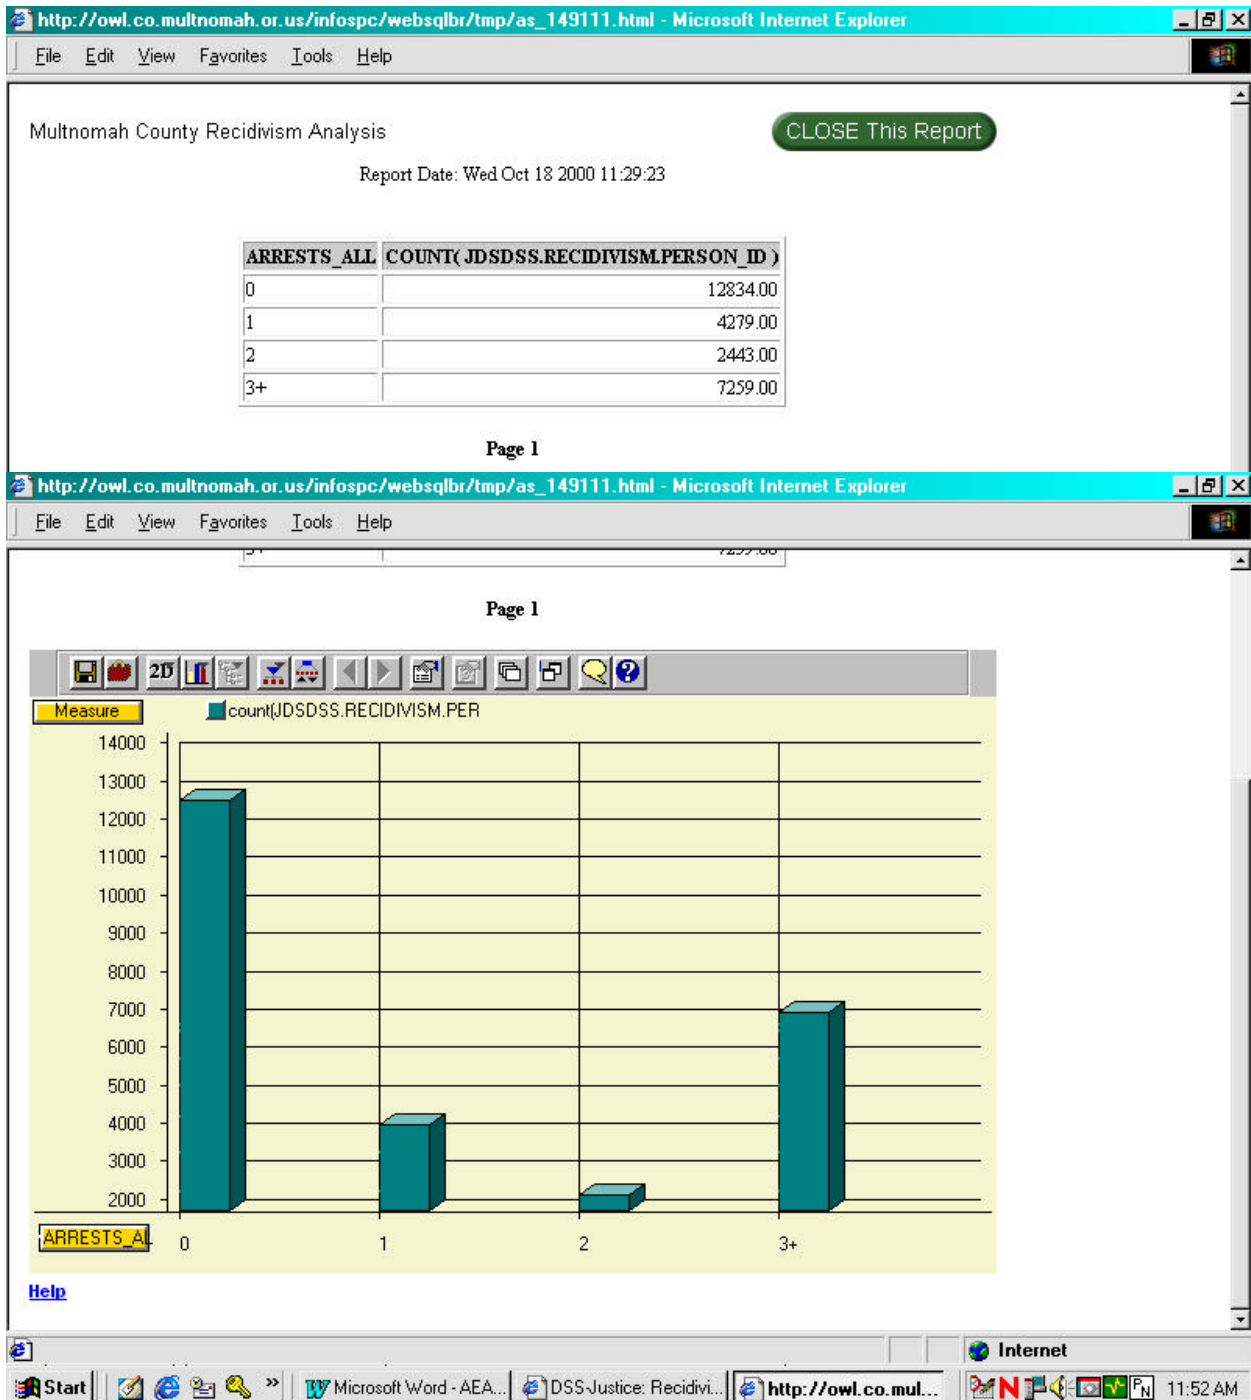 http://owl.co.multnomah.or.us/infospc/websqlbr/tmp/as_149111.html - Microsoft Internet Explorer
File Edit View Favorites Tools Help
Multnomah County Recidivism Analysis
CLOSE This Report
Report Date: Wed Oct 18 2000 11:29:23
ARRESTS_ALL COUNT( JDSDSS.RECIDIVISM.PERSON_ID )
0 12834.00
1 4279.00
2 2443.00
3+ 7259.00
Page 1
http://owl.co.multnomah.or.us/infospc/websqlbr/tmp/as_149111.html - Microsoft Internet Explorer
File Edit View Favorites Tools Help
3+ 7259.00
Page 1
2D
Measure
count(JDSDSS.RECIDIVISM.PER
14000
13000
12000
11000
10000
9000
8000
7000
6000
5000
4000
3000
2000
ARRESTS_AL
0 1 2 3+
Help
Internet
Start
»
Microsoft Word - AEA...
DSS-Justice: Recidivi...
http://owl.co.mul...
N
PN
11:52 AM